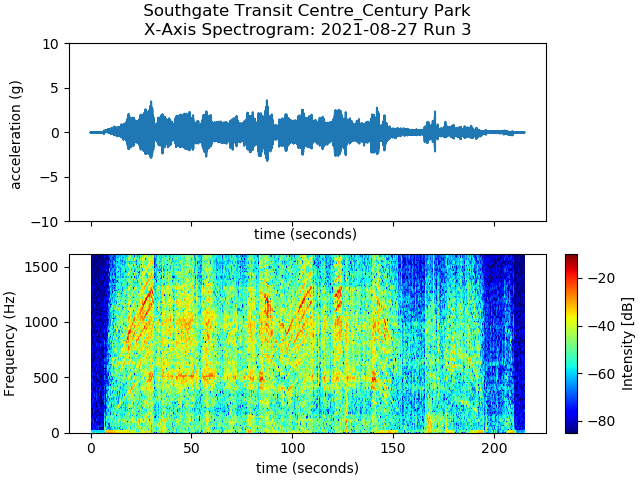 Southgate Transit Centre_Century Park
X-Axis Spectrogram: 2021-08-27 Run 3
10
5
0
−5
−10
acceleration (g)
time (seconds)
1500
1000
500
0
Frequency (Hz)
0 50 100 150 200
time (seconds)
−20
−40
−60
−80
Intensity [dB]